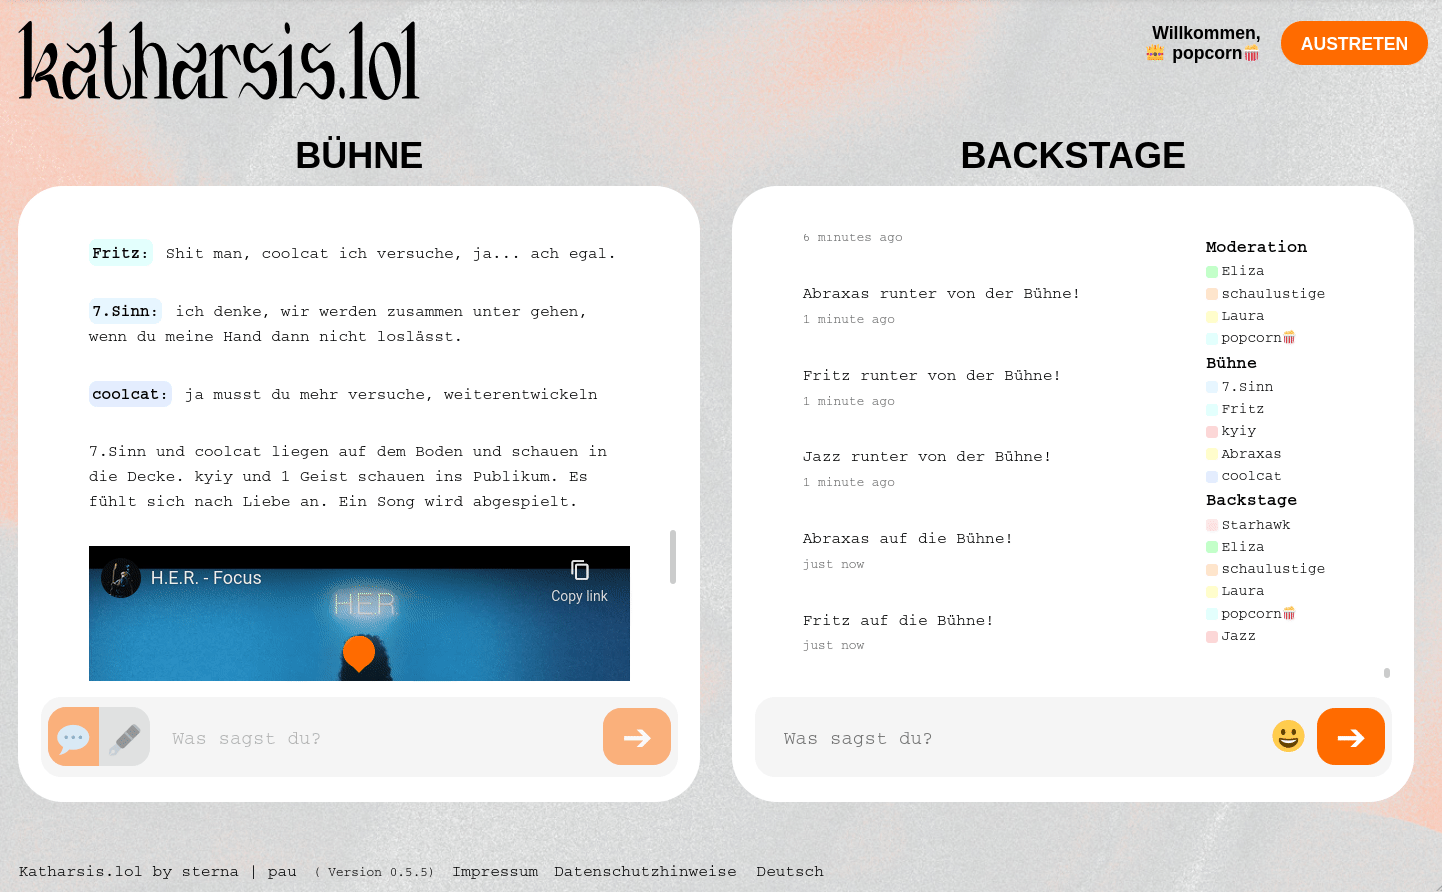 katharsis.lol
Willkommen,
popcorn
AUSTRETEN
BÜHNE
Fritz: Shit man, coolcat ich versuche, ja... ach egal.
7.Sinn: ich denke, wir werden zusammen unter gehen,
wenn du meine Hand dann nicht loslässt.
coolcat: ja musst du mehr versuche, weiterentwickeln
7.Sinn und coolcat liegen auf dem Boden und schauen in
die Decke. kyiy und 1 Geist schauen ins Publikum. Es
fühlt sich nach Liebe an. Ein Song wird abgespielt.
H.E.R. - Focus
Copy link
H.E.R.
Was sagst du?
BACKSTAGE
6 minutes ago
Abraxas runter von der Bühne!
1 minute ago
Fritz runter von der Bühne!
1 minute ago
Jazz runter von der Bühne!
1 minute ago
Abraxas auf die Bühne!
just now
Fritz auf die Bühne!
just now
Moderation
Eliza
schaulustige
Laura
popcorn
Bühne
7.Sinn
Fritz
kyiy
Abraxas
coolcat
Backstage
Starhawk
Eliza
schaulustige
Laura
popcorn
Jazz
Was sagst du?
Katharsis.lol by sterna | pau ( Version 0.5.5) Impressum Datenschutzhinweise Deutsch